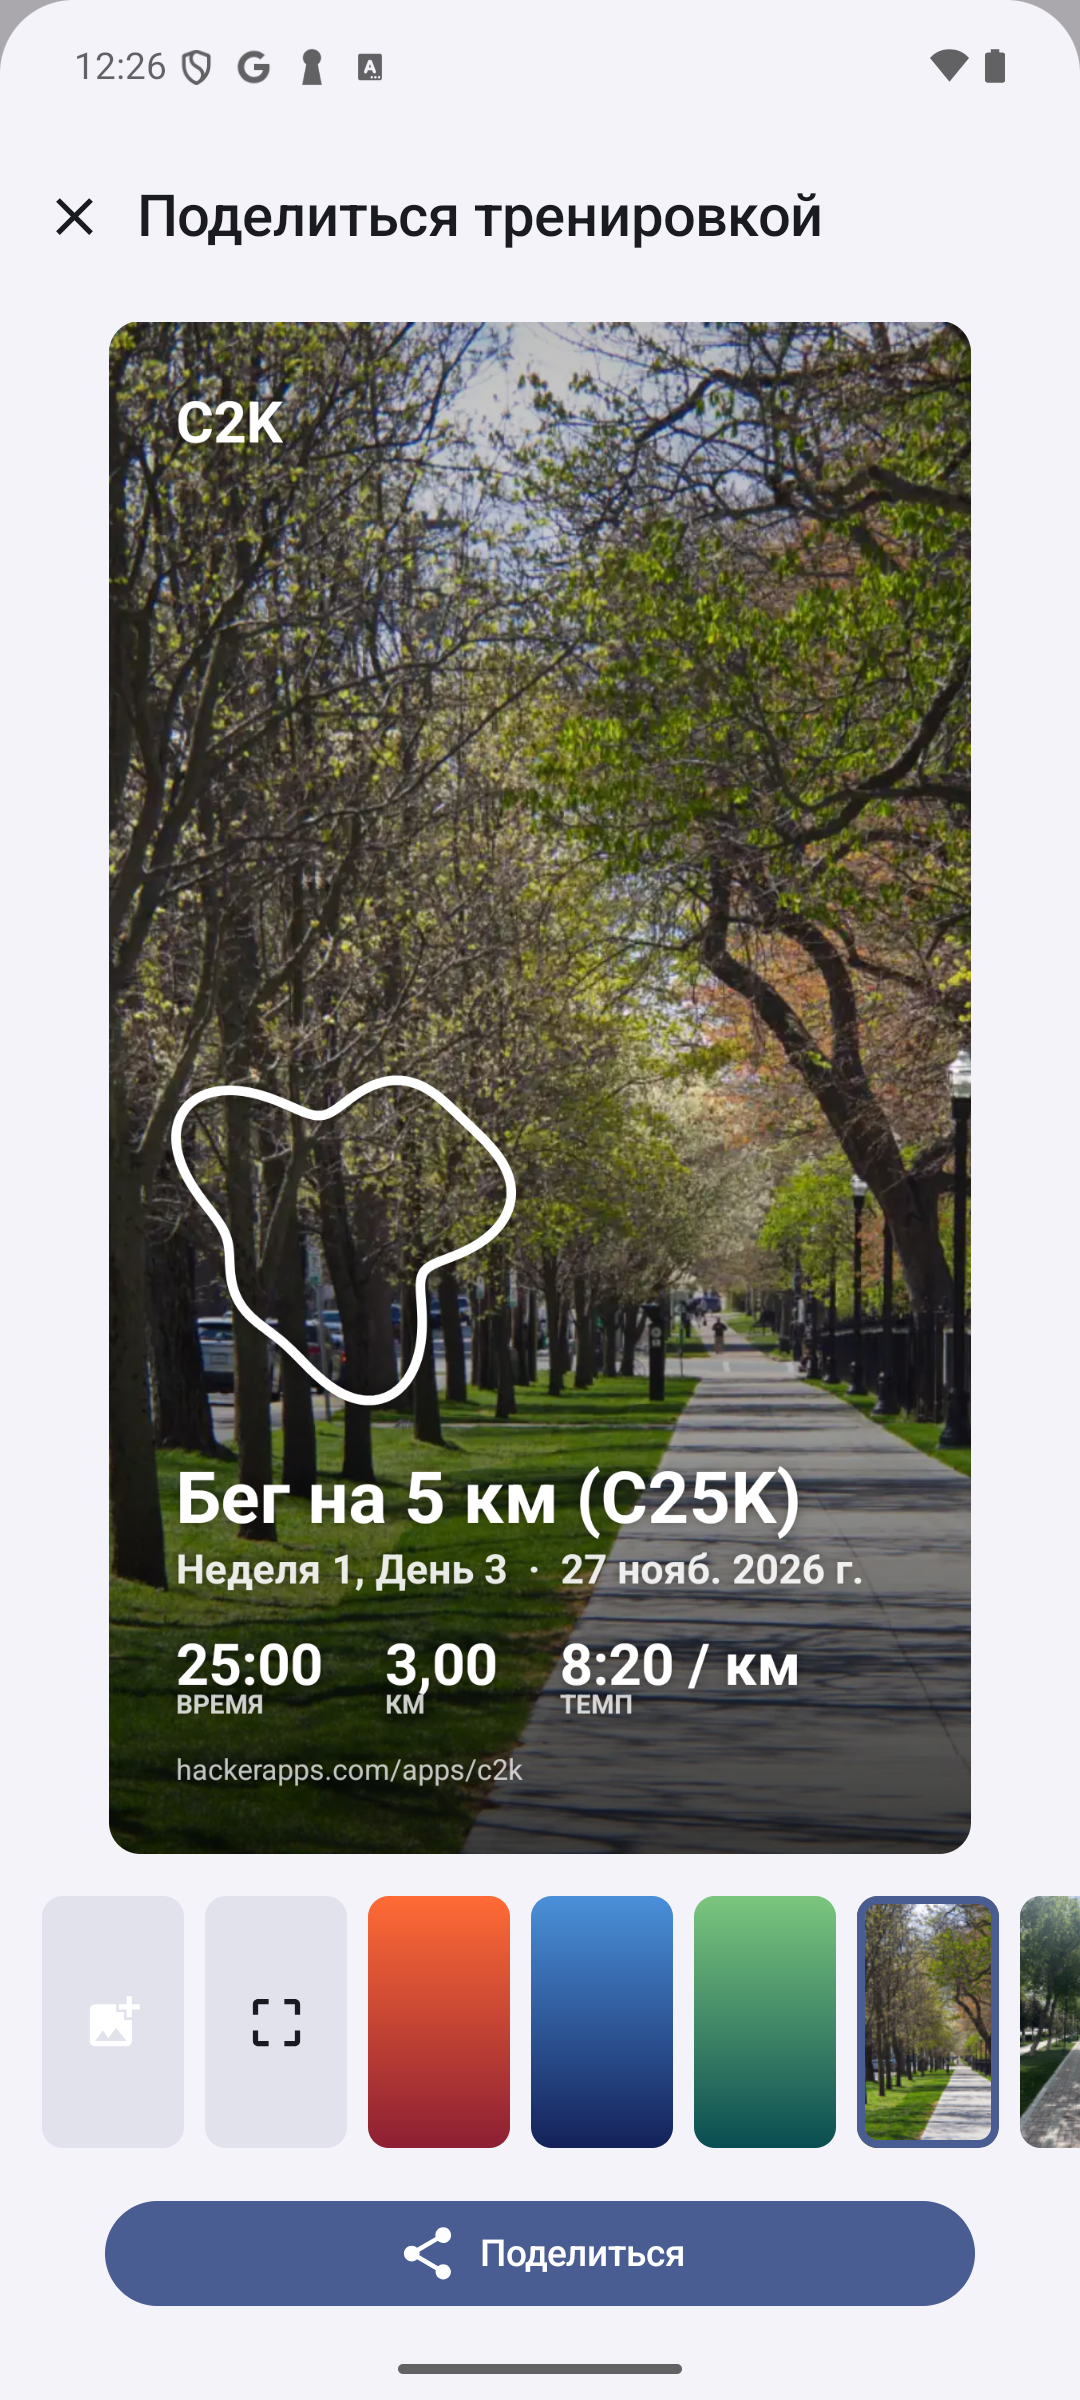 12:26
Поделиться тренировкой
C2K
Бег на 5 км (C25K)
Неделя 1, День 3 · 27 нояб. 2026 г.
25:00 3,00 8:20 / км
ВРЕМЯ КМ ТЕМП
hackerapps.com/apps/c2k
Поделиться